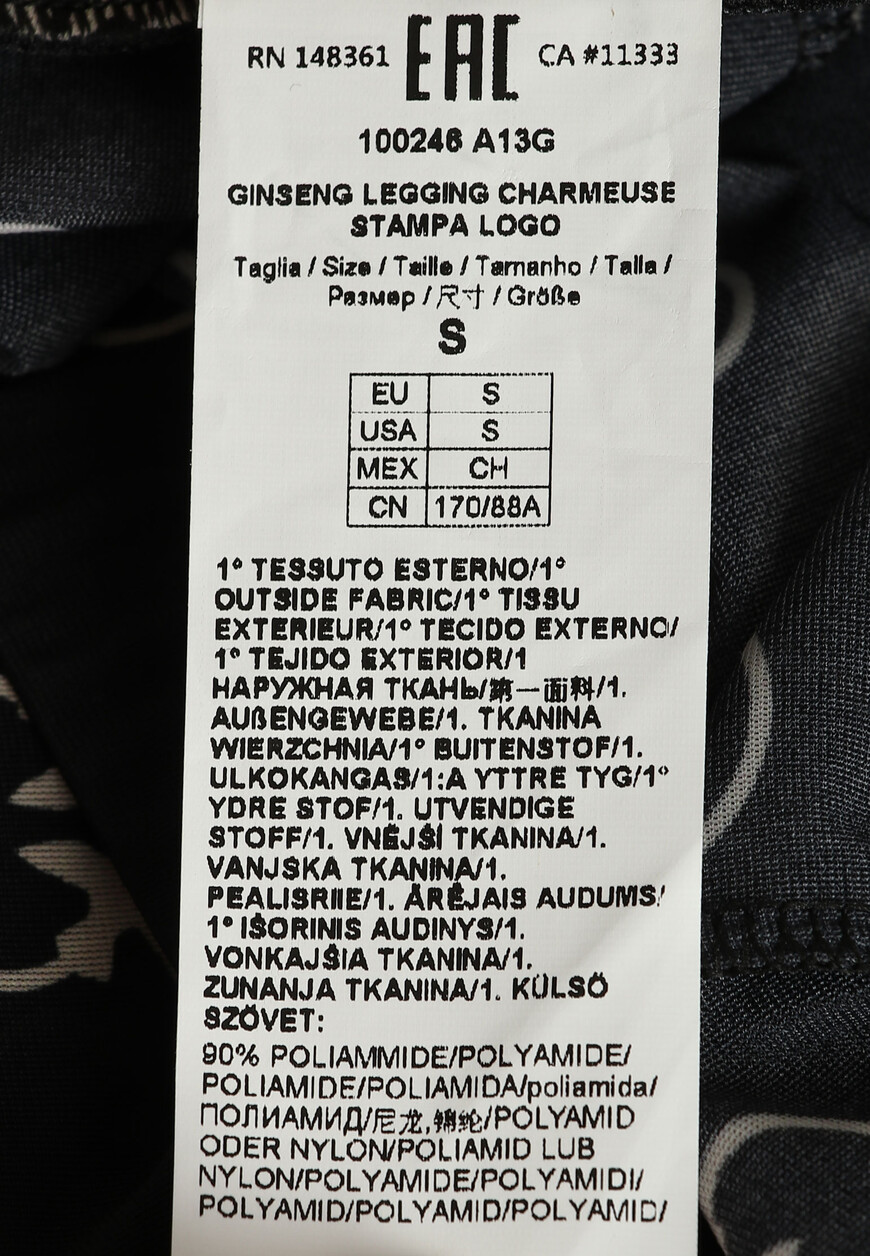 RN 148361 EAC CA #11333
100246 A13G
GINSENG LEGGING CHARMEUSE
STAMPA LOGO
Taglia / Size / Taille / Tamanho / Talla /
Размер / 尺寸 / Größe
S
EU S
USA S
MEX CH
CN 170/88A
1° TESSUTO ESTERNO/1°
OUTSIDE FABRIC/1° TISSU
EXTERIEUR/1° TECIDO EXTERNO/
1° TEJIDO EXTERIOR/1
НАРУЖНАЯ ТКАНЬ/第一面料/1.
AUßENGEWEBE/1. TKANINA
WIERZCHNIA/1° BUITENSTOF/1.
ULKOKANGAS/1:A YTTRE TYG/1°
YDRE STOF/1. UTVENDIGE
STOFF/1. VNĚJŠÍ TKANINA/1.
VANJSKA TKANINA/1.
PEALISRIIE/1. ĀRĒJAIS AUDUMS/
1° IŠORINIS AUDINYS/1.
VONKAJŠIA TKANINA/1.
ZUNANJA TKANINA/1. KÜLSŐ
SZÖVET:
90% POLIAMMIDE/POLYAMIDE/
POLIAMIDE/POLIAMIDA/poliamida/
ПОЛИАМИД/尼龙,锦纶/POLYAMID
ODER NYLON/POLIAMID LUB
NYLON/POLYAMIDE/POLYAMIDI/
POLYAMID/POLYAMID/POLYAMID/